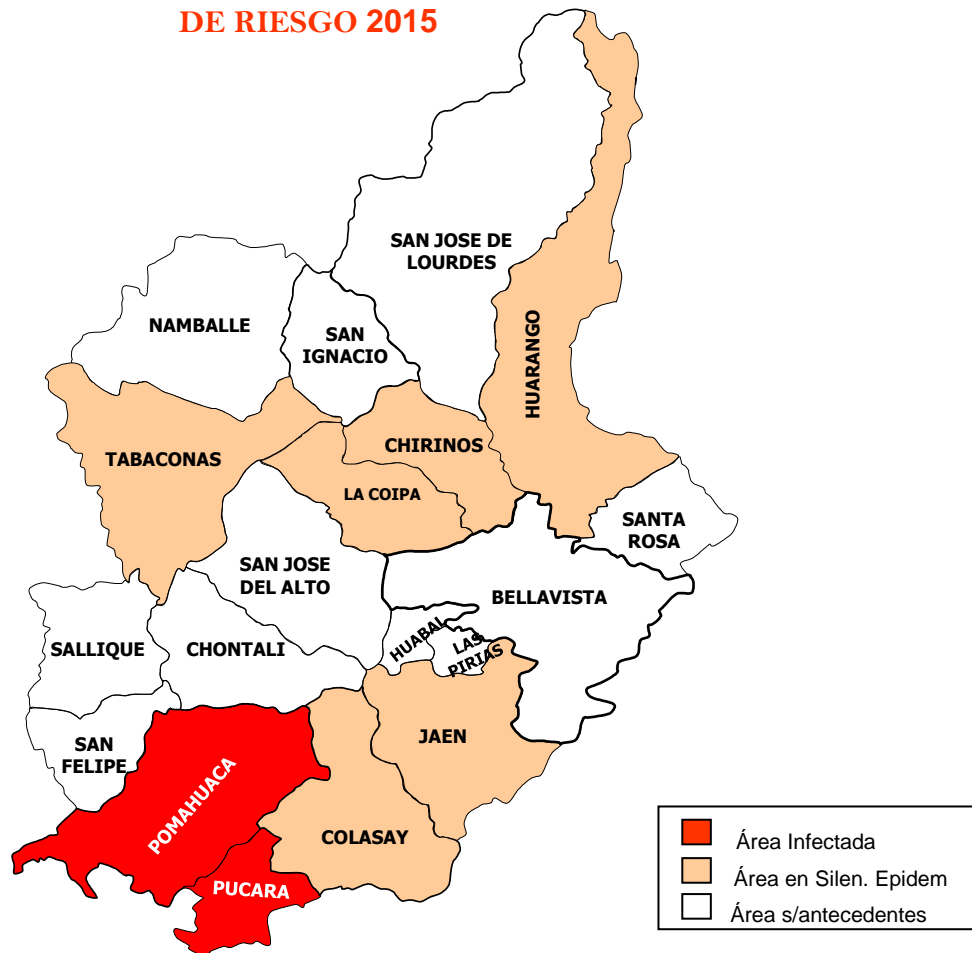 DE RIESGO 2015
SAN JOSE DE
LOURDES
NAMBALLE
SAN
IGNACIO
HUARANGO
TABACONAS
CHIRINOS
LA COIPA
SANTA
ROSA
SAN JOSE
DEL ALTO
BELLAVISTA
HUABAL
LAS
PIRIAS
SALLIQUE
CHONTALI
JAEN
SAN
FELIPE
POMAHUACA
COLASAY
PUCARA
Área Infectada
Área en Silen. Epidem
Área s/antecedentes